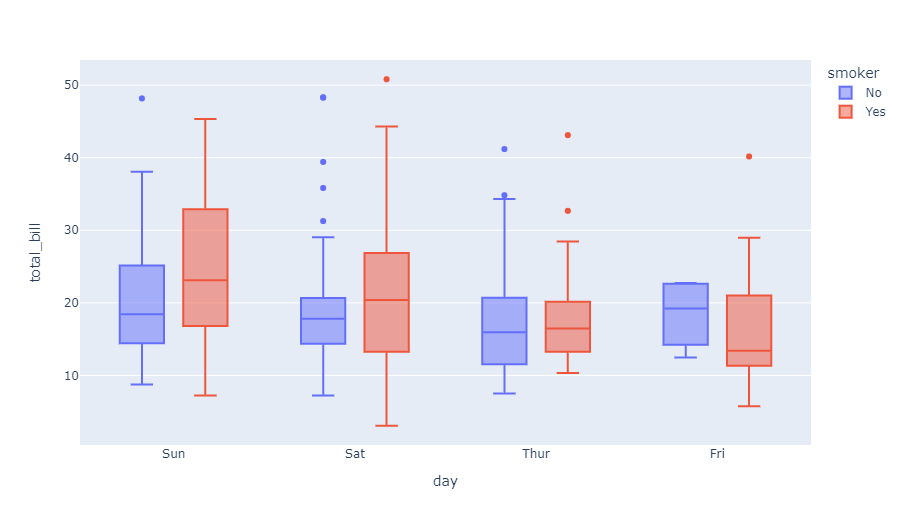 50
40
30
20
10
total_bill
Sun
Sat
Thur
Fri
day
smoker
No
Yes